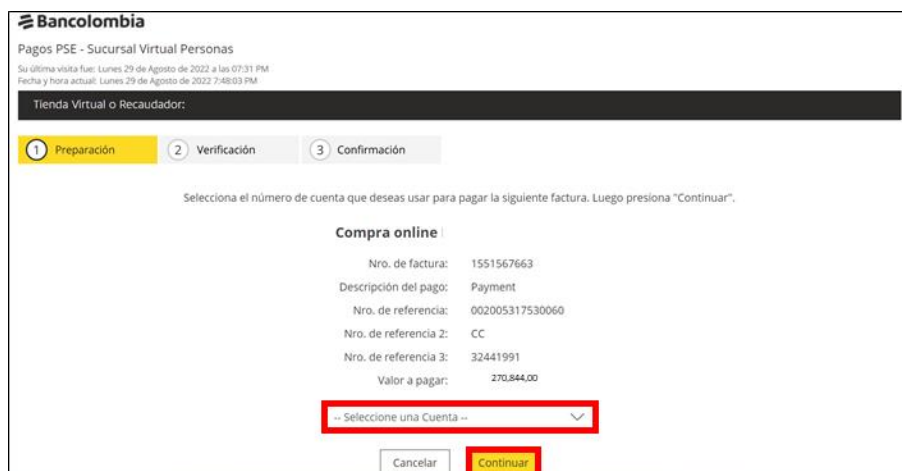 Bancolombia
Pagos PSE - Sucursal Virtual Personas
Su última visita fue: Lunes 29 de Agosto de 2022 a las 07:31 PM
Fecha y hora actual: Lunes 29 de Agosto de 2022 7:48:03 PM
Tienda Virtual o Recaudador:
1 Preparación 2 Verificación 3 Confirmación
Selecciona el número de cuenta que deseas usar para pagar la siguiente factura. Luego presiona "Continuar".
Compra online
Nro. de factura: 1551567663
Descripción del pago: Payment
Nro. de referencia: 002005317530060
Nro. de referencia 2: CC
Nro. de referencia 3: 32441991
Valor a pagar: 270,844,00
-- Seleccione una Cuenta --
Cancelar Continuar